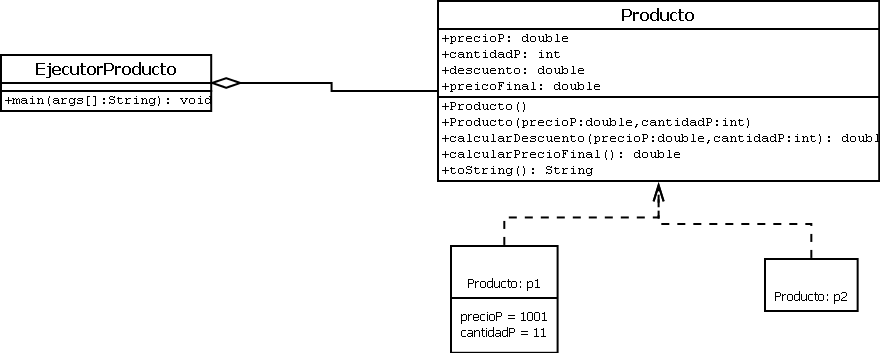 EjecutorProducto
+main(args[]:String): void
Producto
+precioP: double
+cantidadP: int
+descuento: double
+preicoFinal: double
+Producto()
+Producto(precioP:double,cantidadP:int)
+calcularDescuento(precioP:double,cantidadP:int): doubl
+calcularPrecioFinal(): double
+toString(): String
Producto: p1
precioP = 1001
cantidadP = 11
Producto: p2